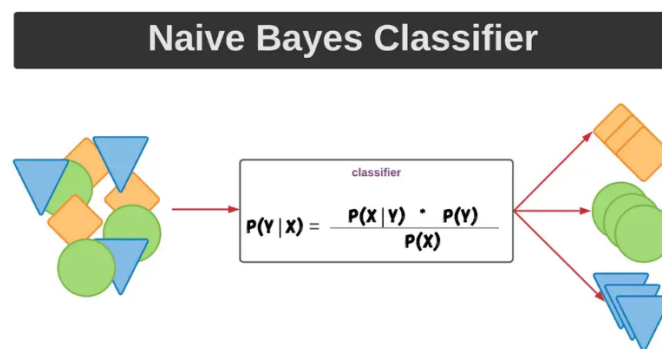 Naive Bayes Classifier
classifier
P(Y|X) = P(X|Y) * P(Y)
P(X)